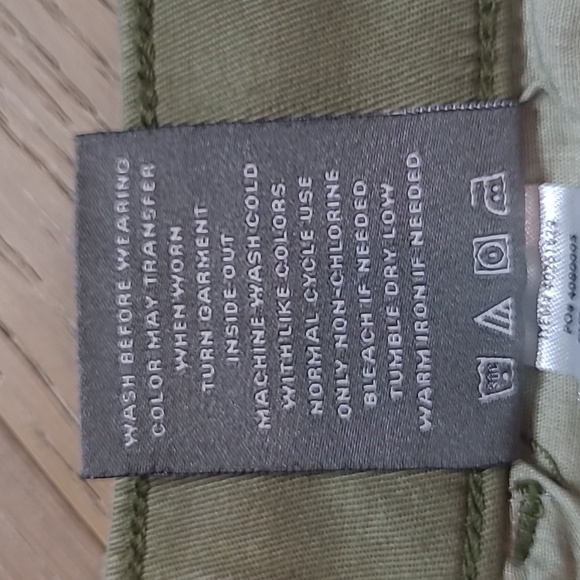 WASH BEFORE WEARING
COLOR MAY TRANSFER
WHEN WORN
TURN GARMENT
INSIDE OUT
MACHINE WASH COLD
WITH LIKE COLORS
NORMAL CYCLE USE
ONLY NON-CHLORINE
BLEACH IF NEEDED
TUMBLE DRY LOW
WARM IRON IF NEEDED